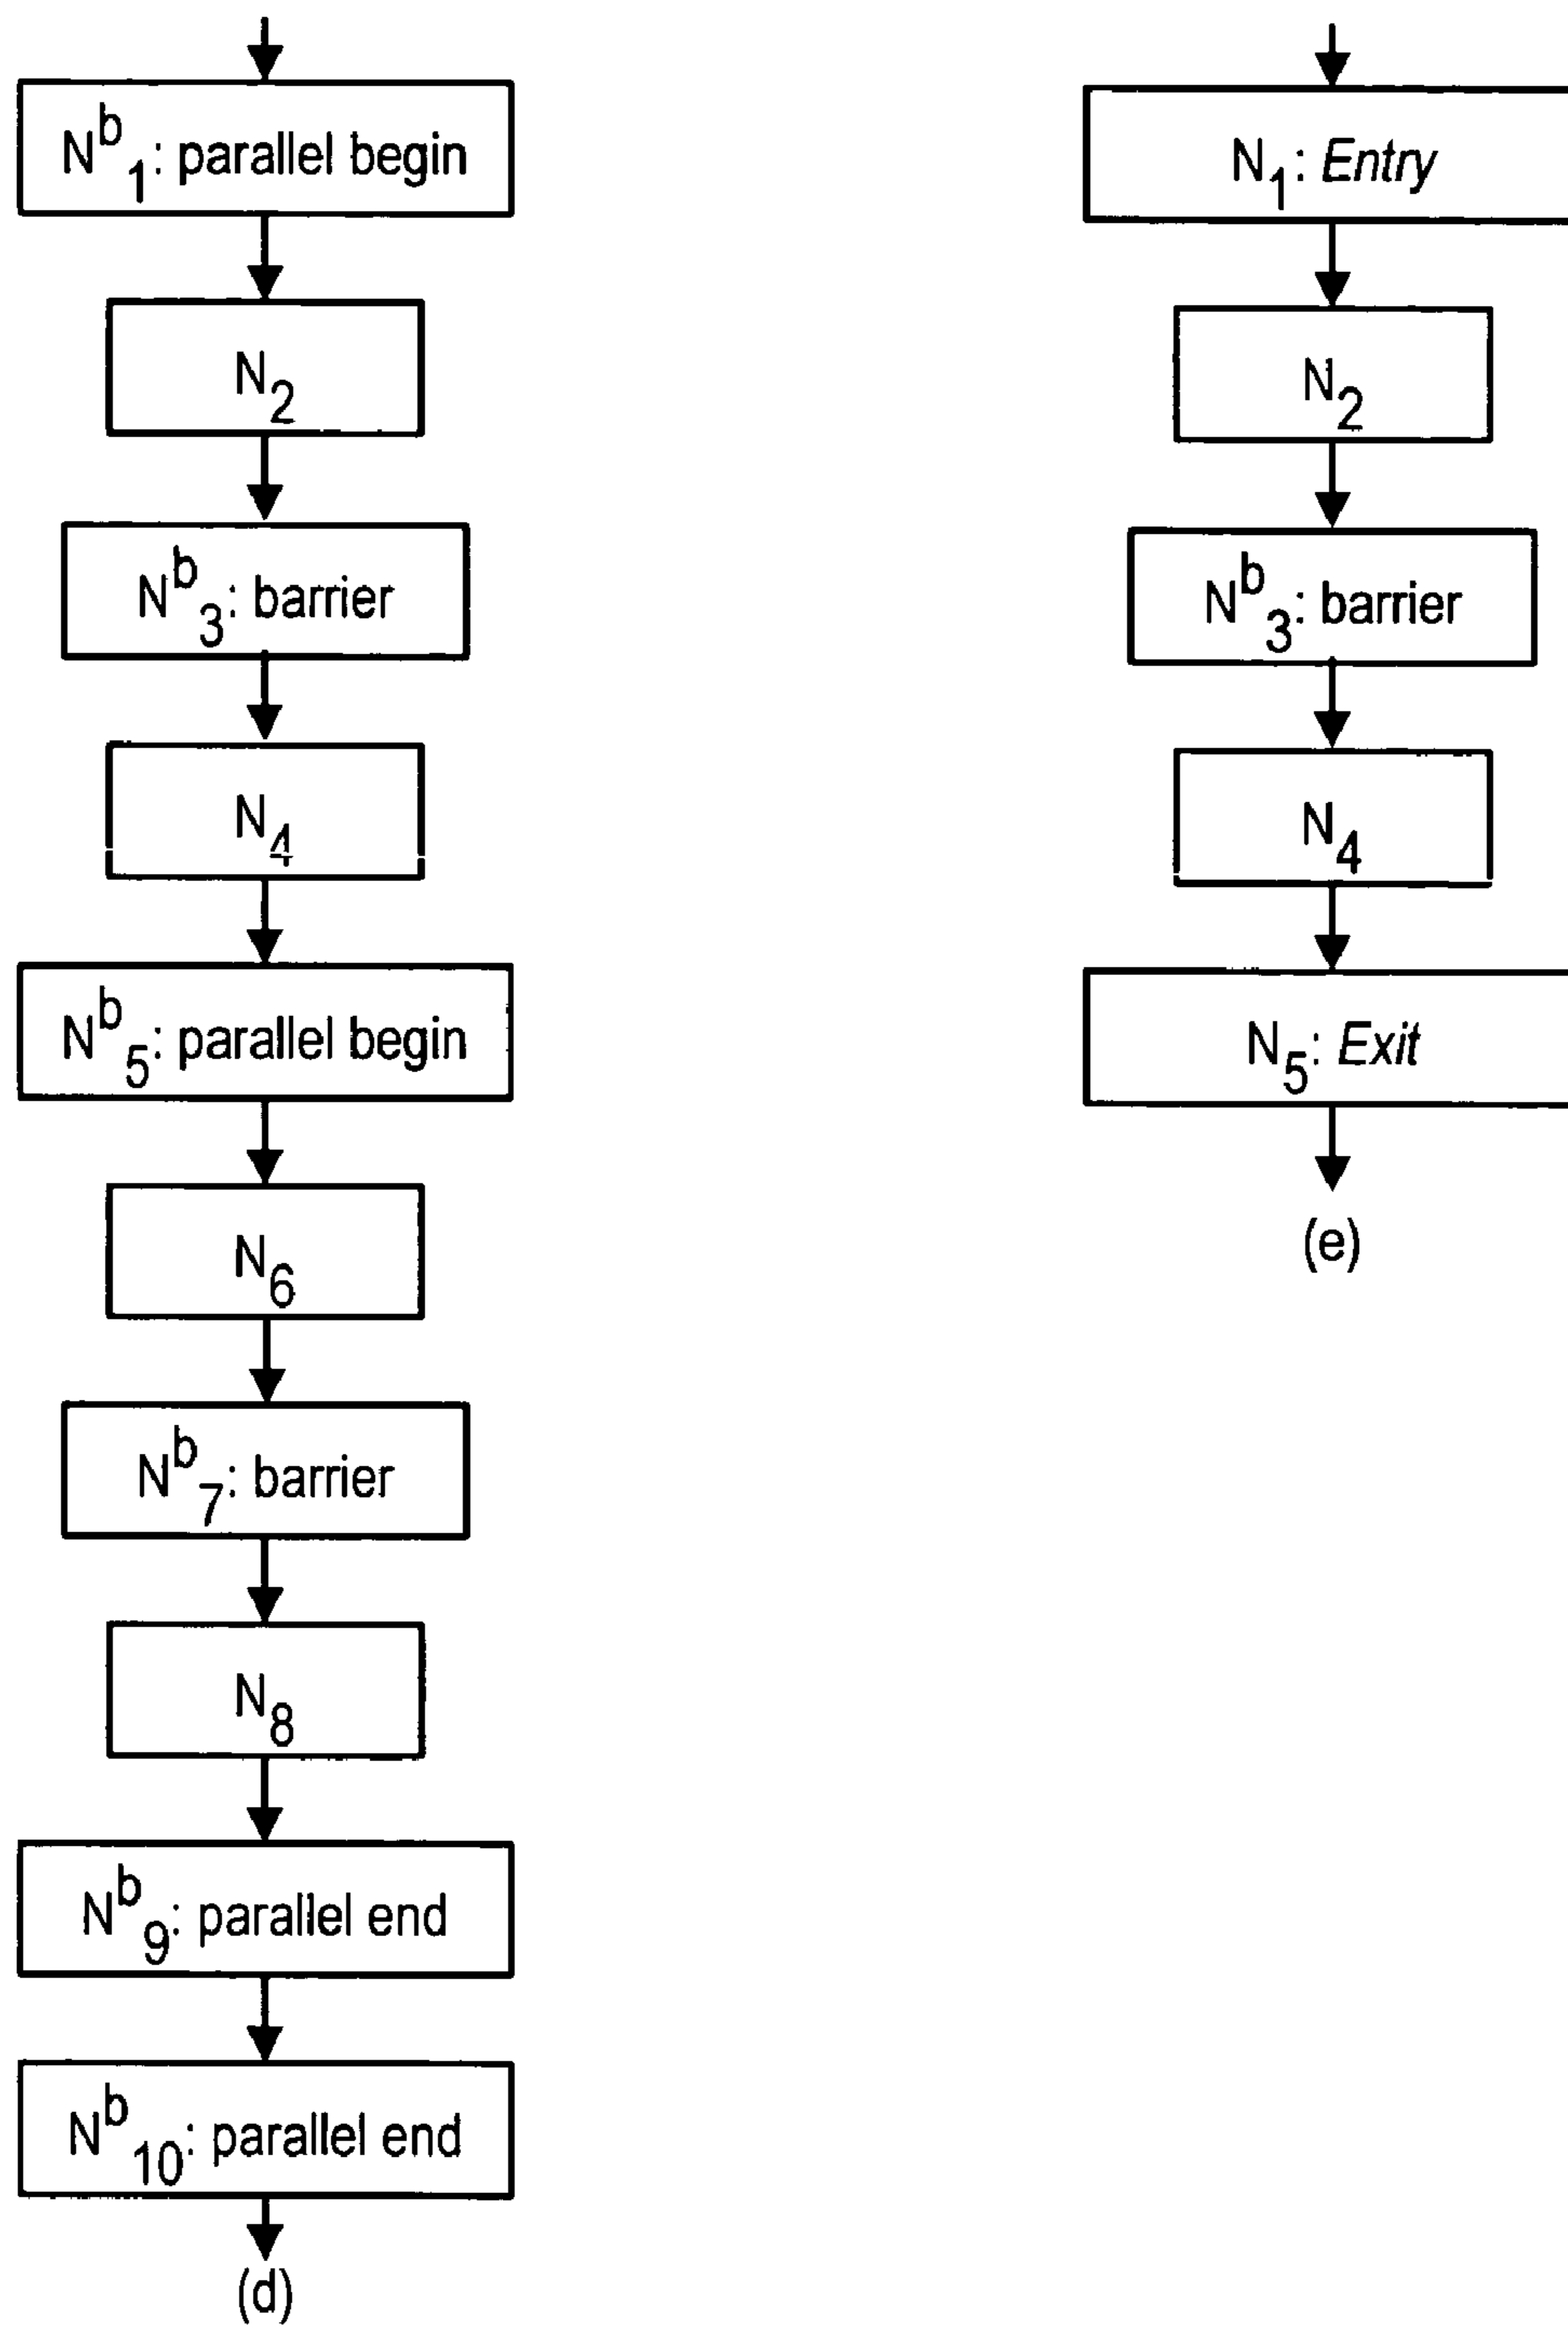 N^b_1: parallel begin
N_2
N^b_3: barrier
N_4
N^b_5: parallel begin
N_6
N^b_7: barrier
N_8
N^b_9: parallel end
N^b_10: parallel end
(d)
N_1: Entry
N_2
N^b_3: barrier
N_4
N_5: Exit
(e)